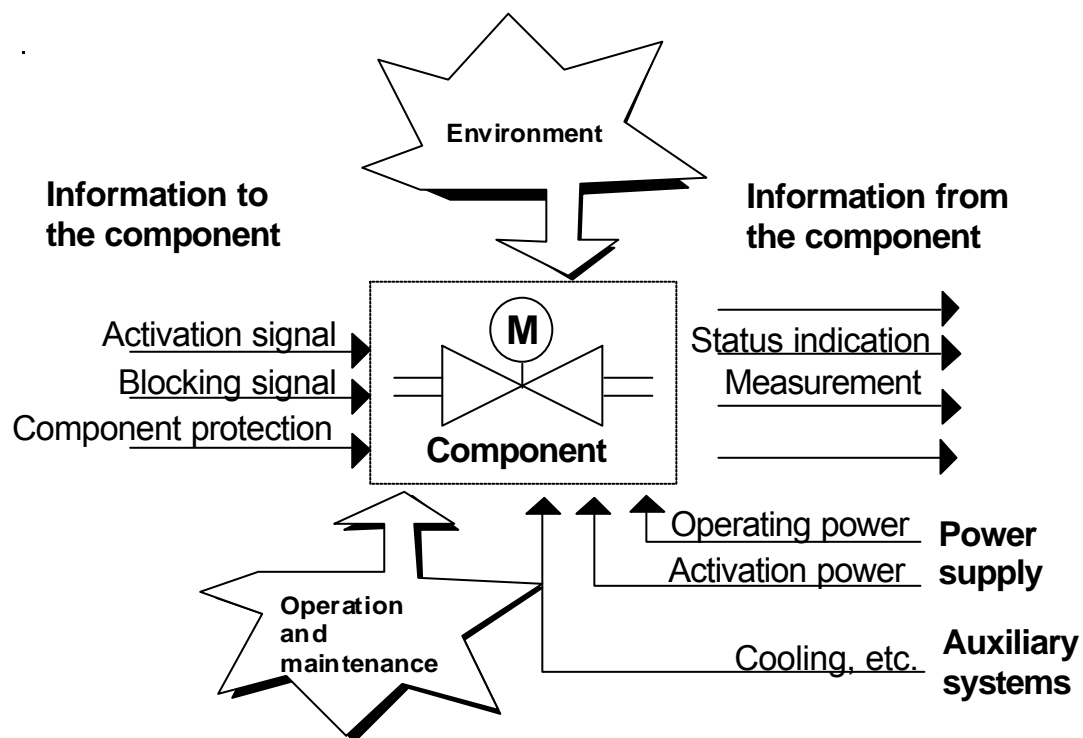 Environment
Information to
the component
Information from
the component
Activation signal
Blocking signal
Component protection
M
Component
Status indication
Measurement
Operating power
Activation power
Power
supply
Operation
and
maintenance
Cooling, etc.
Auxiliary
systems